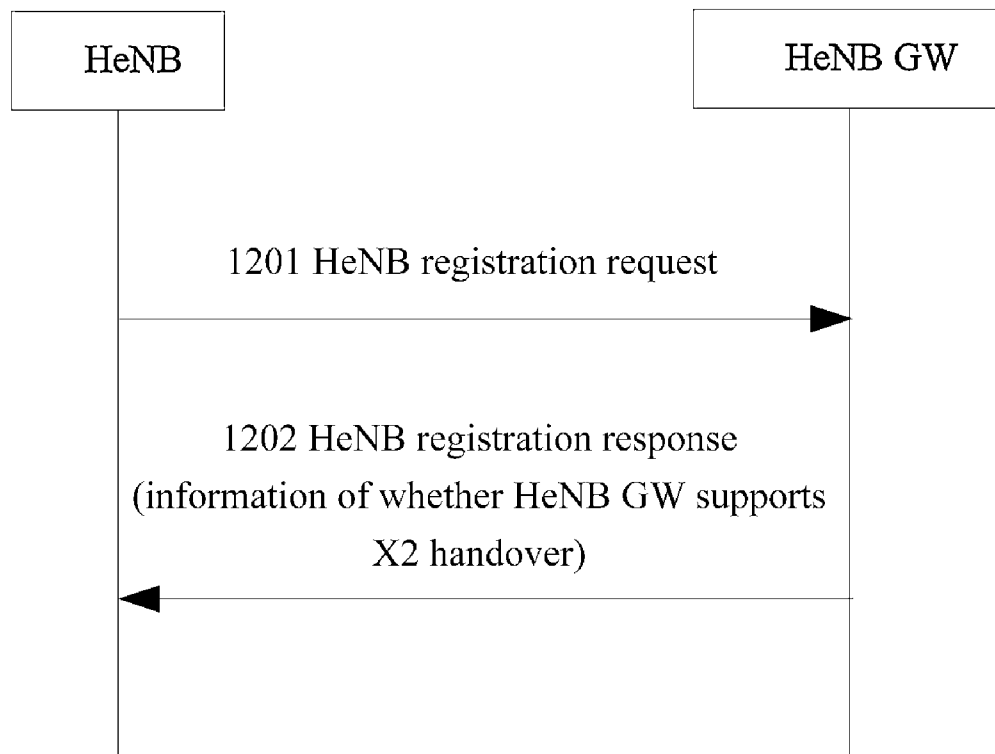 HeNB
HeNB GW
1201 HeNB registration request
1202 HeNB registration response
(information of whether HeNB GW supports
X2 handover)